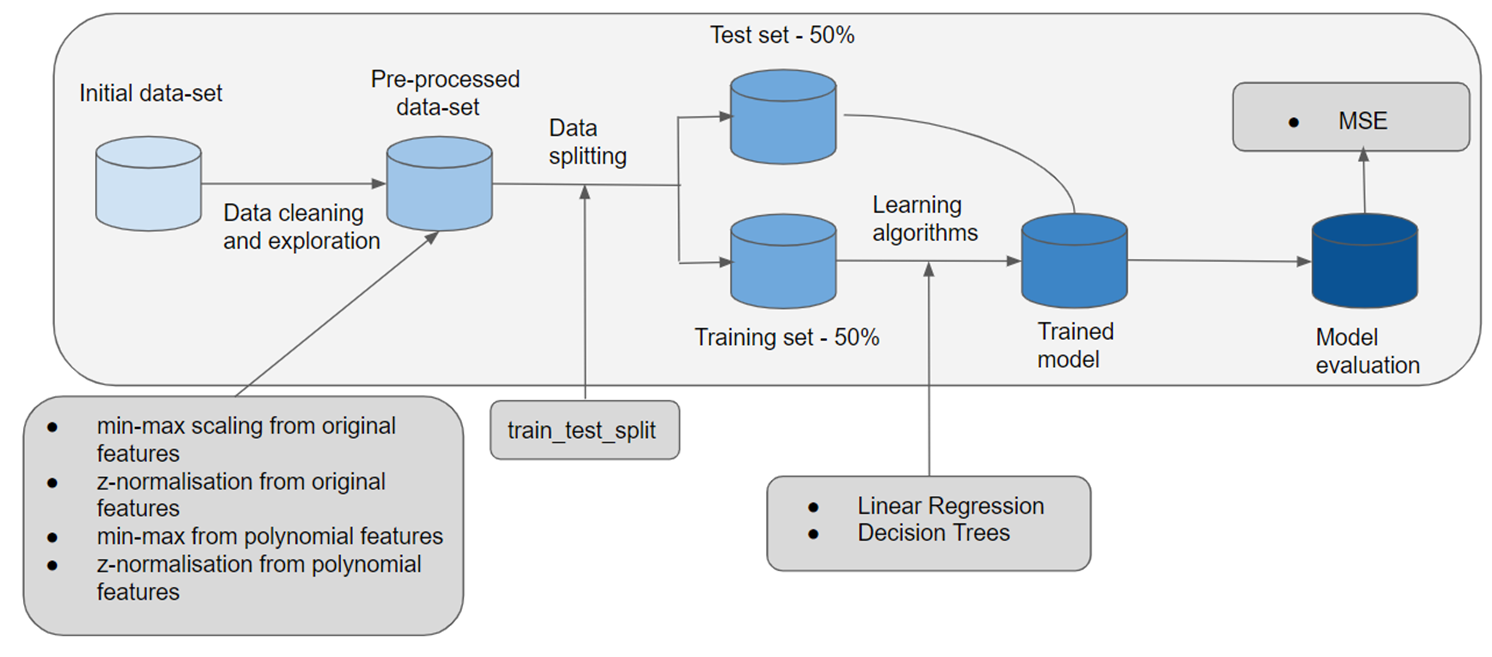 Test set - 50%
Initial data-set
Pre-processed
data-set
Data
splitting
MSE
Data cleaning
and exploration
Learning
algorithms
Training set - 50%
Trained
model
Model
evaluation
● min-max scaling from original
features
● z-normalisation from original
features
● min-max from polynomial features
● z-normalisation from polynomial
features
train_test_split
● Linear Regression
● Decision Trees